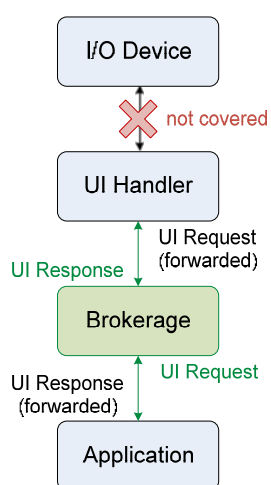 I/O Device
not covered
UI Handler
UI Request
(forwarded)
UI Response
Brokerage
UI Request
UI Response
(forwarded)
Application